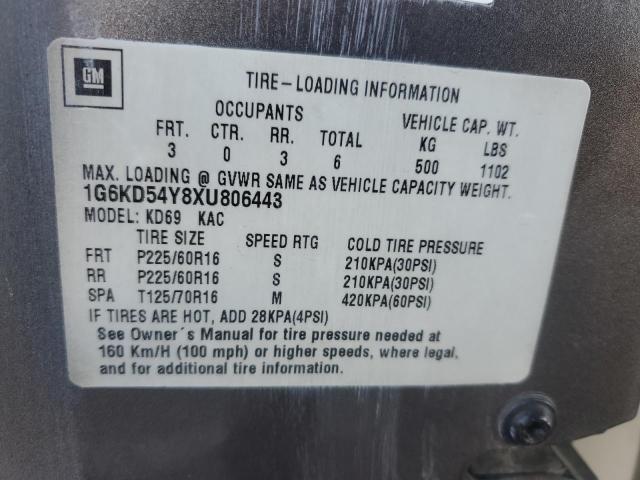 GM
TIRE-LOADING INFORMATION
OCCUPANTS VEHICLE CAP. WT.
FRT. CTR. RR. TOTAL KG LBS
3 0 3 6 500 1102
MAX. LOADING @ GVWR SAME AS VEHICLE CAPACITY WEIGHT.
1G6KD54Y8XU806443
MODEL: KD69 KAC
TIRE SIZE SPEED RTG COLD TIRE PRESSURE
FRT P225/60R16 S 210KPA(30PSI)
RR P225/60R16 S 210KPA(30PSI)
SPA T125/70R16 M 420KPA(60PSI)
IF TIRES ARE HOT, ADD 28KPA(4PSI)
See Owner´s Manual for tire pressure needed at
160 Km/H (100 mph) or higher speeds, where legal,
and for additional tire information.